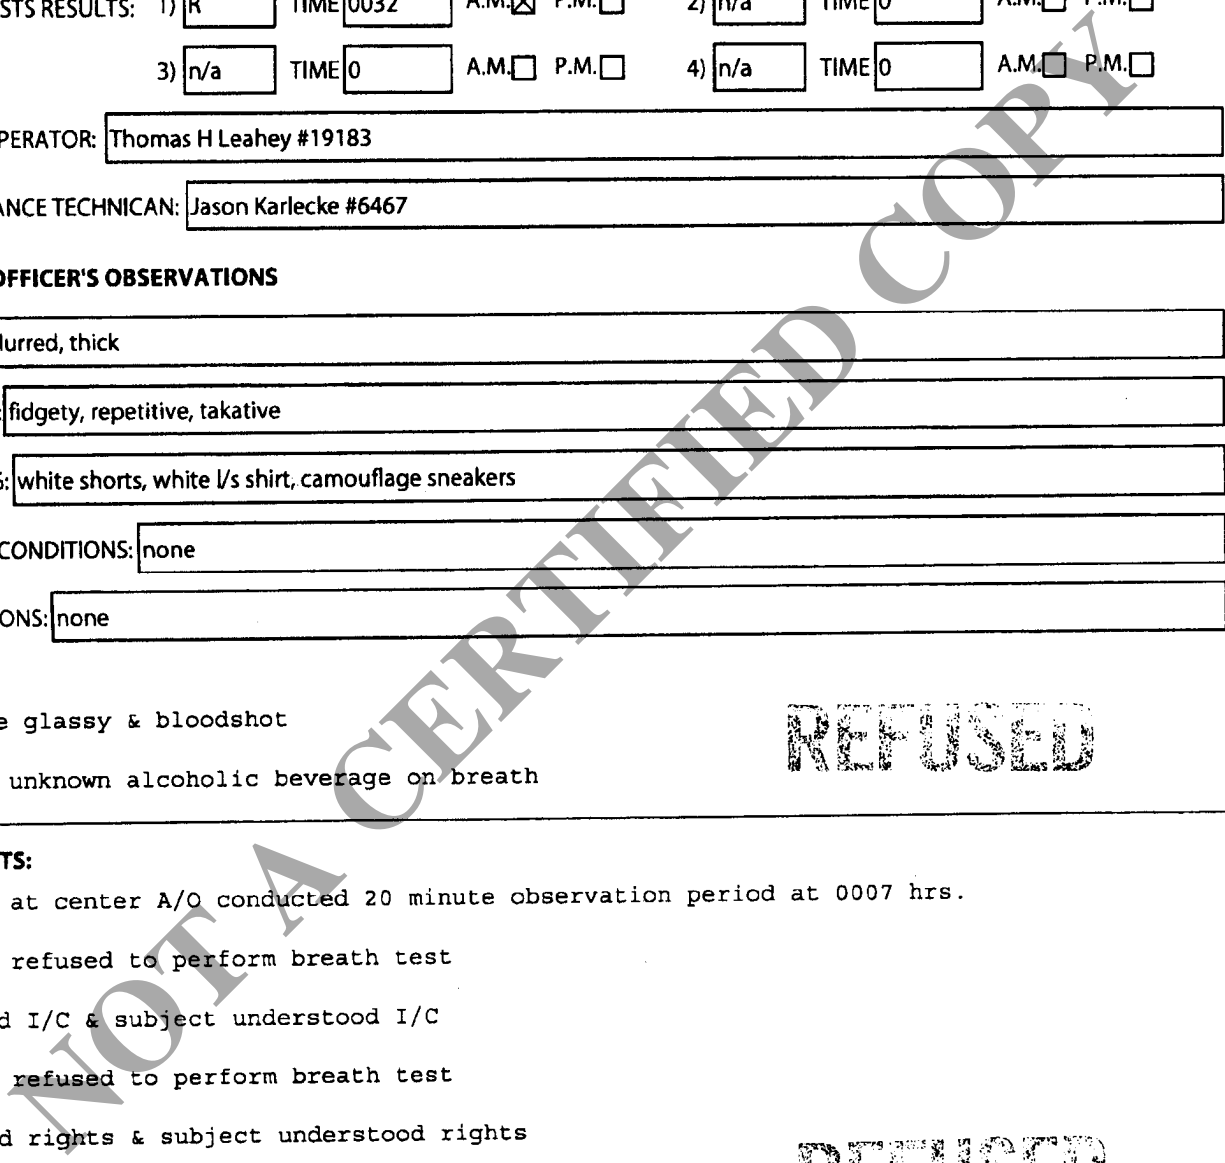 STS RESULTS: 1) R TIME 0032 A.M. P.M. 2) n/a TIME 0 A.M. P.M.
3) n/a TIME 0 A.M. P.M. 4) n/a TIME 0 A.M. P.M.
PERATOR: Thomas H Leahey #19183
ANCE TECHNICAN: Jason Karlecke #6467
OFFICER'S OBSERVATIONS
lurred, thick
: fidgety, repetitive, takative
G: white shorts, white l/s shirt, camouflage sneakers
CONDITIONS: none
ONS: none
e glassy & bloodshot
REFUSED
unknown alcoholic beverage on breath
TS:
at center A/O conducted 20 minute observation period at 0007 hrs.
refused to perform breath test
d I/C & subject understood I/C
refused to perform breath test
d rights & subject understood rights
REFUSED
NOT A CERTIFIED COPY